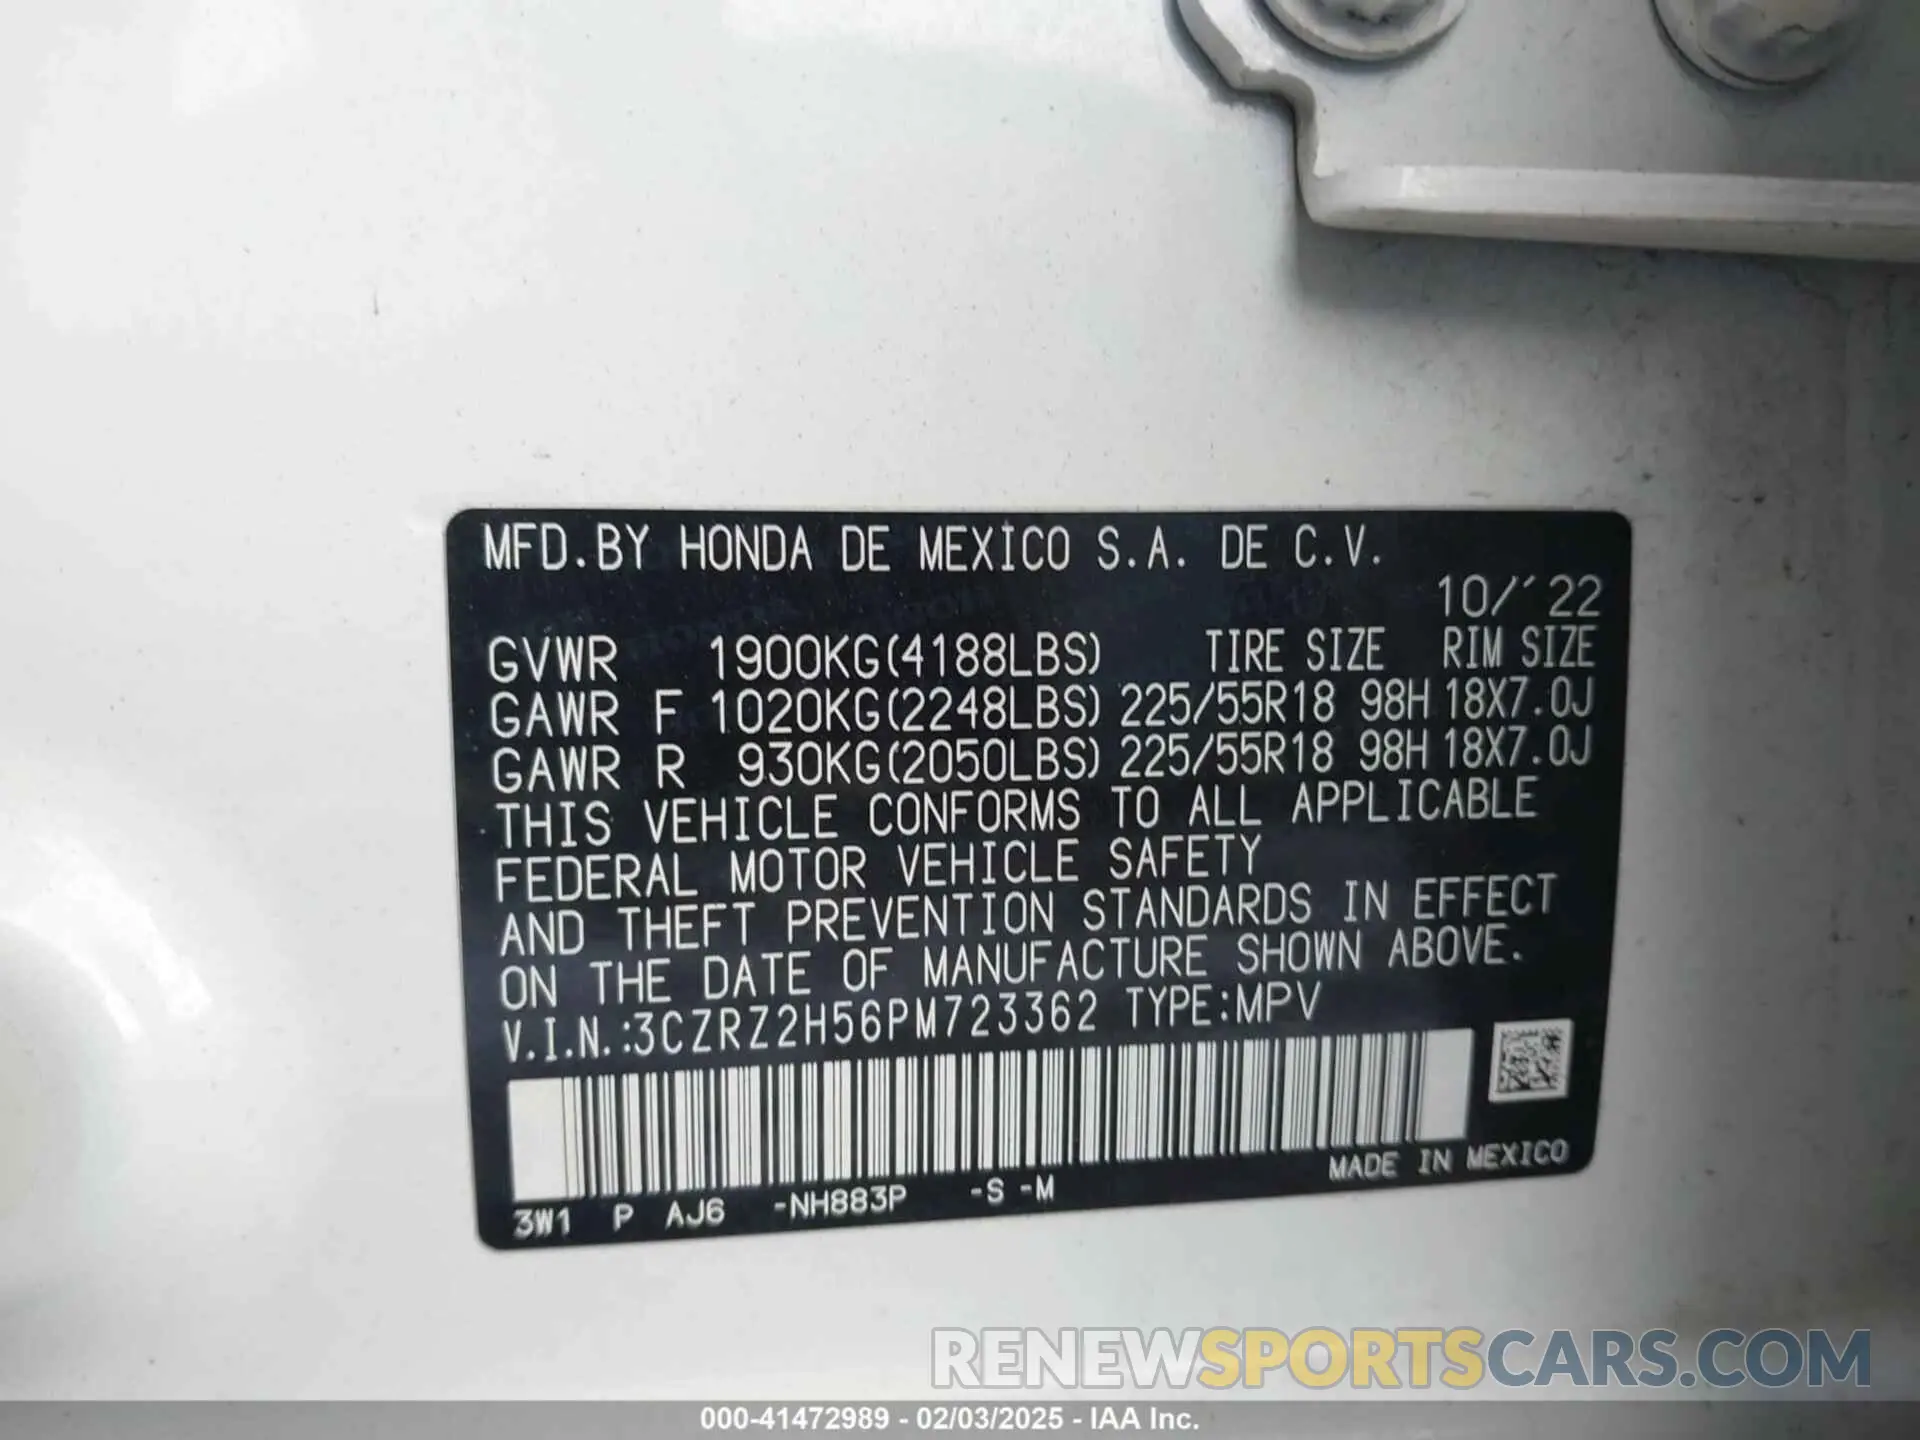 MFD.BY HONDA DE MEXICO S.A. DE C.V.
10/´22
GVWR 1900KG(4188LBS) TIRE SIZE RIM SIZE
GAWR F 1020KG(2248LBS) 225/55R18 98H 18X7.0J
GAWR R 930KG(2050LBS) 225/55R18 98H 18X7.0J
THIS VEHICLE CONFORMS TO ALL APPLICABLE
FEDERAL MOTOR VEHICLE SAFETY
AND THEFT PREVENTION STANDARDS IN EFFECT
ON THE DATE OF MANUFACTURE SHOWN ABOVE.
V.I.N.:3CZRZ2H56PM723362 TYPE:MPV
MADE IN MEXICO
3W1 P AJ6 -NH883P -S -M
RENEWSPORTSCARS.COM
000-41472989 - 02/03/2025 - IAA Inc.